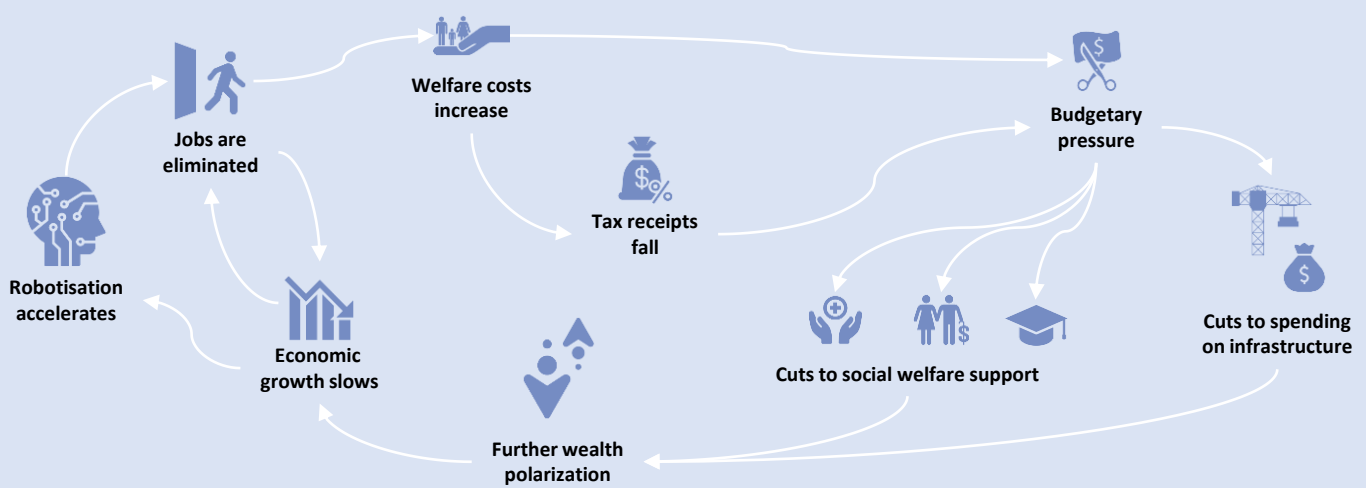 Welfare costs
increase
Budgetary
pressure
Jobs are
eliminated
$
%
Tax receipts
fall
$
Robotisation
accelerates
$
$
Economic
growth slows
Cuts to spending
on infrastructure
Cuts to social welfare support
Further wealth
polarization